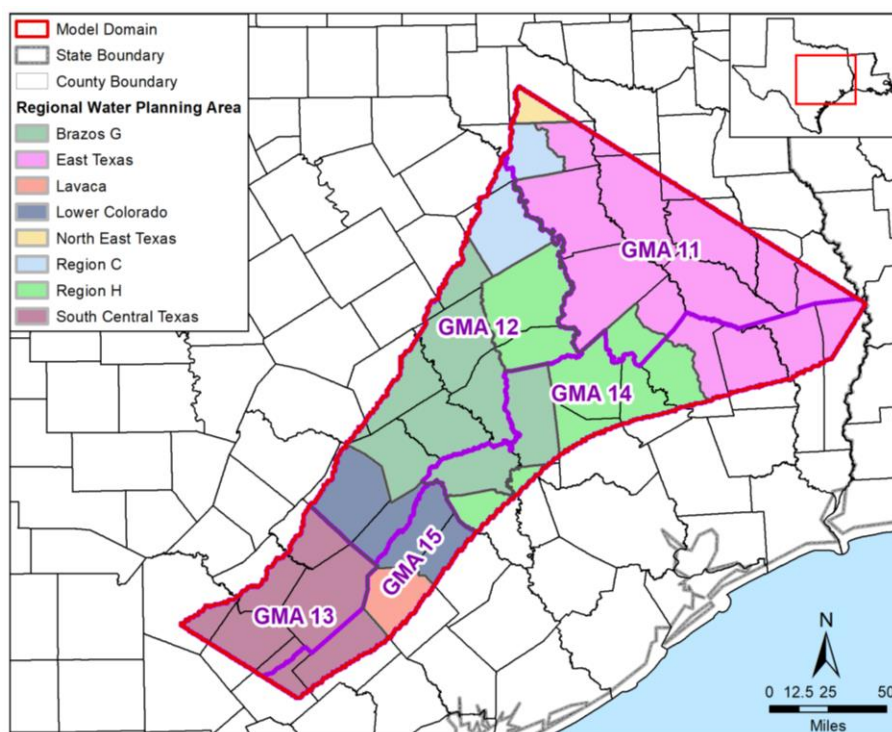 Model Domain
State Boundary
County Boundary
Regional Water Planning Area
Brazos G
East Texas
Lavaca
Lower Colorado
North East Texas
Region C
Region H
South Central Texas
GMA 11
GMA 12
GMA 14
GMA 15
GMA 13
N
0 12.5 25 50
Miles